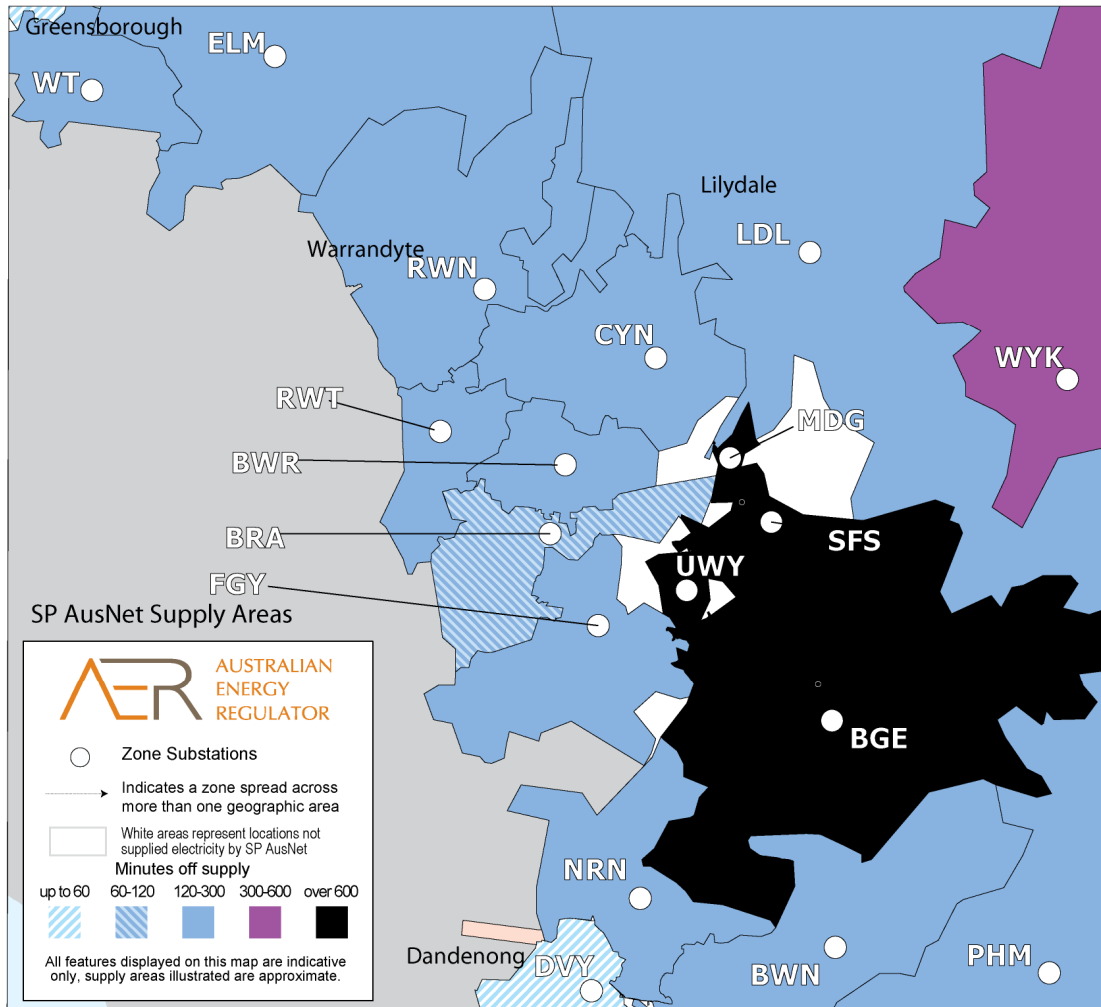 Greensborough
ELM
WT
Lilydale
LDL
Warrandyte
RWN
CYN
WYK
RWT
MDG
BWR
BRA
SFS
UWY
FGY
SP AusNet Supply Areas
AER
AUSTRALIAN
ENERGY
REGULATOR
Zone Substations
Indicates a zone spread across
more than one geographic area
White areas represent locations not
supplied electricity by SP AusNet
Minutes off supply
up to 60 60-120 120-300 300-600 over 600
All features displayed on this map are indicative
only, supply areas illustrated are approximate.
BGE
NRN
Dandenong
DVY
BWN
PHM